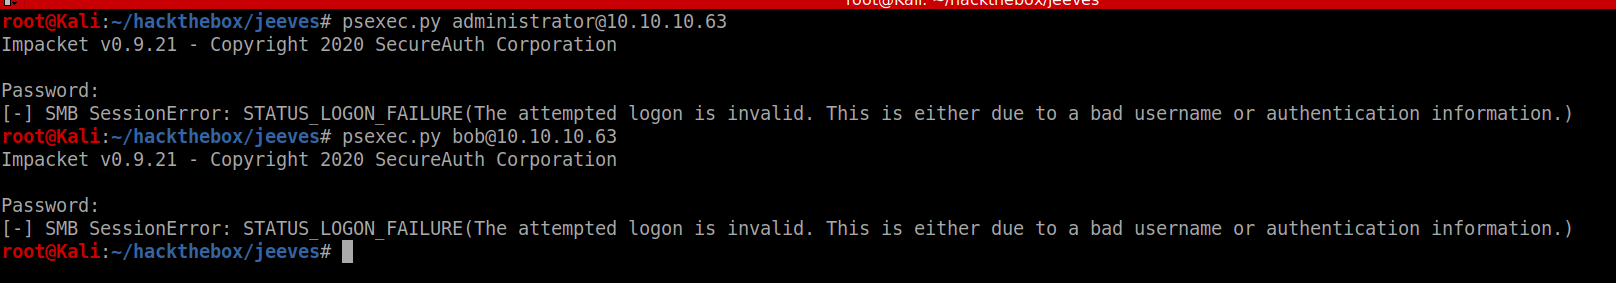 root@Kali: ~/hackthebox/jeeves
root@Kali:~/hackthebox/jeeves# psexec.py administrator@10.10.10.63
Impacket v0.9.21 - Copyright 2020 SecureAuth Corporation
Password:
[-] SMB SessionError: STATUS_LOGON_FAILURE(The attempted logon is invalid. This is either due to a bad username or authentication information.)
root@Kali:~/hackthebox/jeeves# psexec.py bob@10.10.10.63
Impacket v0.9.21 - Copyright 2020 SecureAuth Corporation
Password:
[-] SMB SessionError: STATUS_LOGON_FAILURE(The attempted logon is invalid. This is either due to a bad username or authentication information.)
root@Kali:~/hackthebox/jeeves#